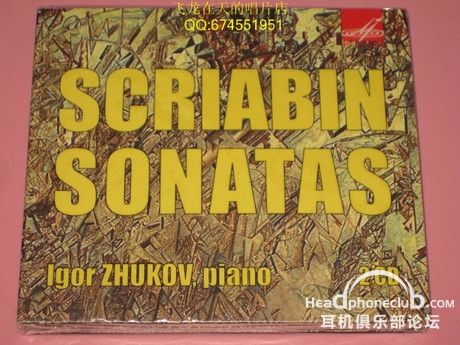 飞龙在天的唱片店
QQ:674551951
SCRIABIN
SONATAS
Igor ZHUKOV, piano
2 CD
Headphoneclub.com
耳机俱乐部论坛